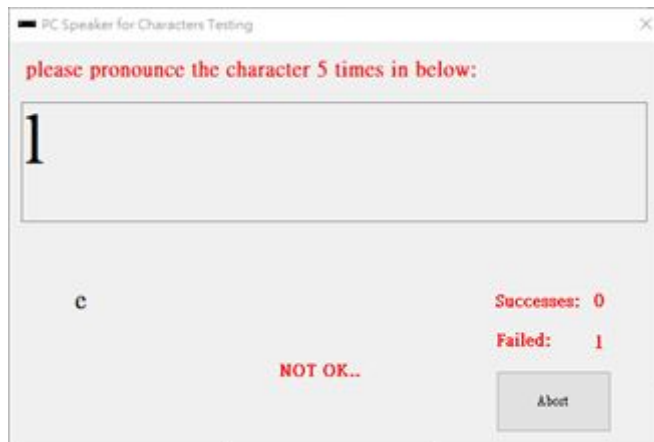 PC Speaker for Characters Testing
please pronounce the character 5 times in below:
l
c
Successes: 0
Failed: 1
NOT OK..
Abort